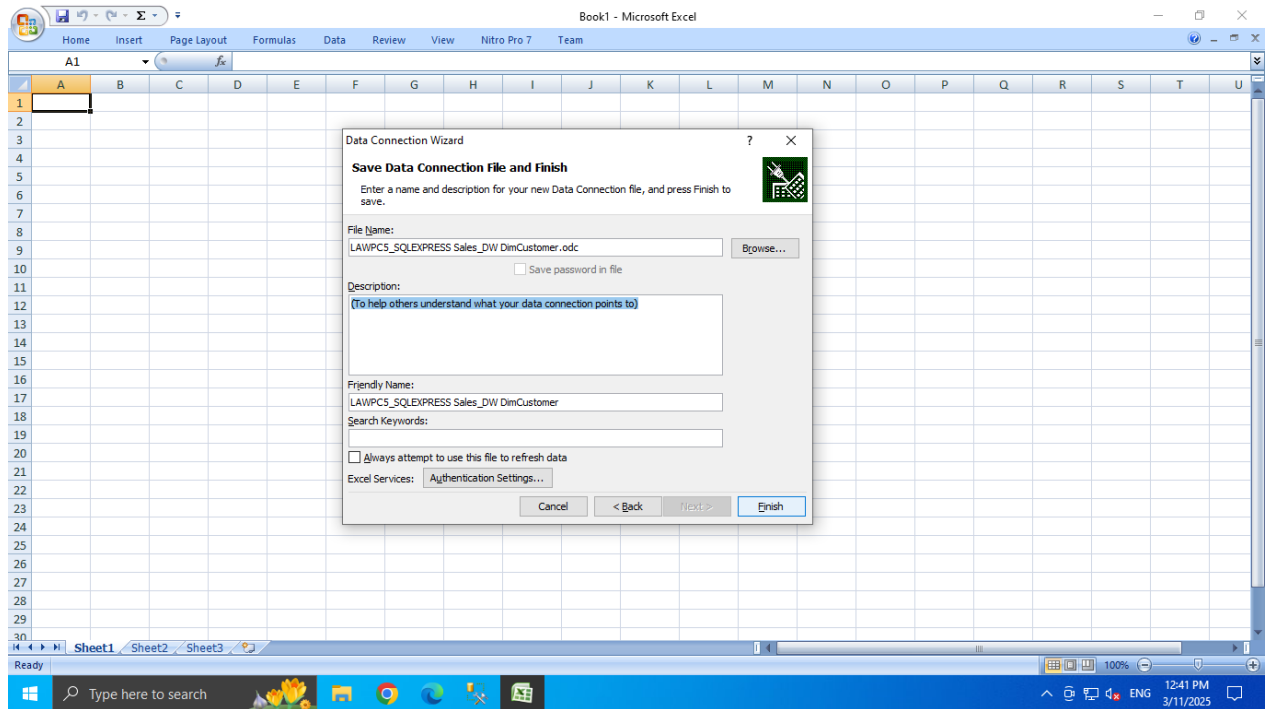 Book1 - Microsoft Excel
Home Insert Page Layout Formulas Data Review View Nitro Pro 7 Team
A1 fx
A B C D E F G H I J K L M N O P Q R S T U
1
2
3
4
5
6
7
8
9
10
11
12
13
14
15
16
17
18
19
20
21
22
23
24
25
26
27
28
29
30
Data Connection Wizard ?
Save Data Connection File and Finish
Enter a name and description for your new Data Connection file, and press Finish to
save.
File Name:
LAWPC5_SQLEXPRESS Sales_DW DimCustomer.odc Browse...
Save password in file
Description:
(To help others understand what your data connection points to)
Friendly Name:
LAWPC5_SQLEXPRESS Sales_DW DimCustomer
Search Keywords:
Always attempt to use this file to refresh data
Excel Services: Authentication Settings...
Cancel < Back Next > Finish
Sheet1 Sheet2 Sheet3
Ready 100%
Type here to search ENG 12:41 PM
3/11/2025